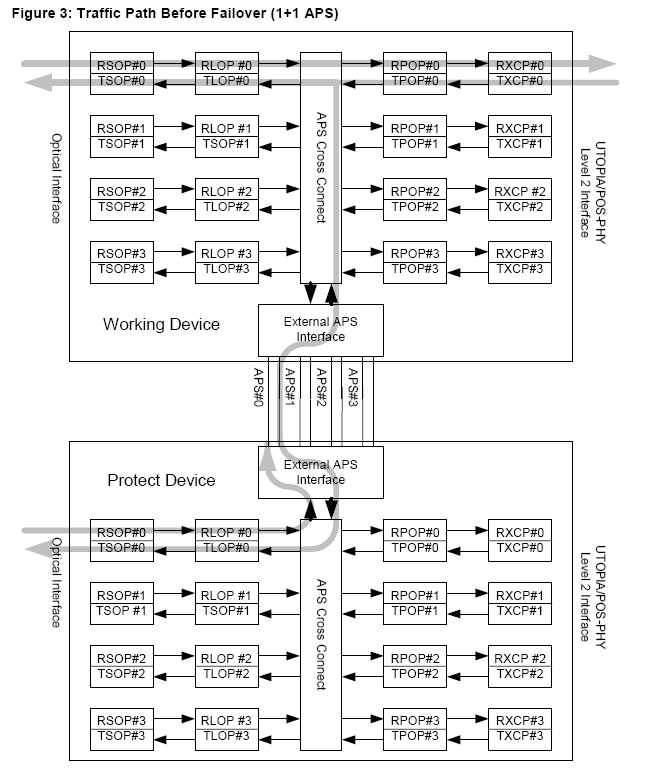 Figure 3: Traffic Path Before Failover (1+1 APS)
RSOP#0 RLOP #0 RPOP#0 RXCP#0
TSOP#0 TLOP#0 TPOP#0 TXCP#0
RSOP#1 RLOP #1 RPOP#1 RXCP#1
TSOP#1 TSOP#1 TPOP#1 TXCP#1
RSOP#2 RLOP #2 RPOP#2 RXCP #2
TSOP#2 TLOP#2 TPOP#2 TXCP#2
RSOP#3 RLOP #3 RPOP#3 RXCP#3
TSOP#3 TLOP#3 TPOP#3 TXCP#3
Optical Interface
APS Cross Connect
UTOPIA/POS-PHY
Level 2 Interface
Working Device
External APS
Interface
APS#0
APS#1
APS#2
APS#3
Protect Device
External APS
Interface
RSOP#0 RLOP #0 RPOP#0 RXCP#0
TSOP#0 TLOP#0 TPOP#0 TXCP#0
RSOP#1 RLOP #1 RPOP#1 RXCP#1
TSOP #1 TSOP#1 TPOP#1 TXCP#1
RSOP#2 RLOP #2 RPOP#2 RXCP #2
TSOP#2 TLOP#2 TPOP#2 TXCP#2
RSOP#3 RLOP #3 RPOP#3 RXCP#3
TSOP#3 TLOP#3 TPOP#3 TXCP#3
Optical Interface
APS Cross Connect
UTOPIA/POS-PHY
Level 2 Interface